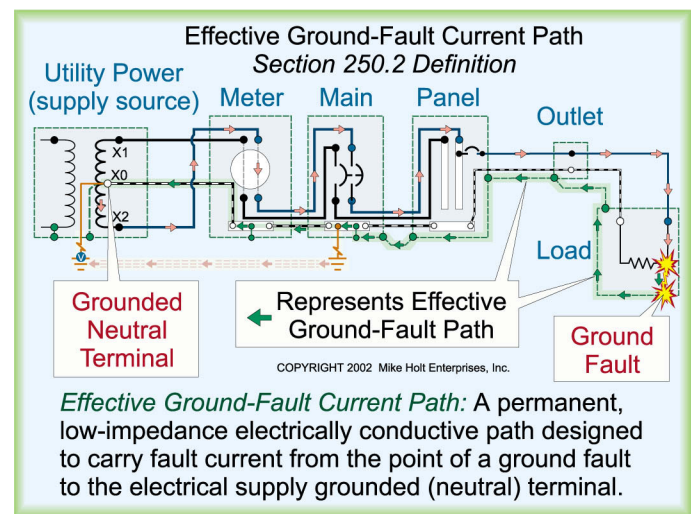 Effective Ground-Fault Current Path
Section 250.2 Definition
Utility Power
(supply source)
Meter
Main
Panel
Outlet
X1
X0
X2
V
Load
Grounded
Neutral
Terminal
Represents Effective
Ground-Fault Path
Ground
Fault
COPYRIGHT 2002 Mike Holt Enterprises, Inc.
Effective Ground-Fault Current Path: A permanent,
low-impedance electrically conductive path designed
to carry fault current from the point of a ground fault
to the electrical supply grounded (neutral) terminal.